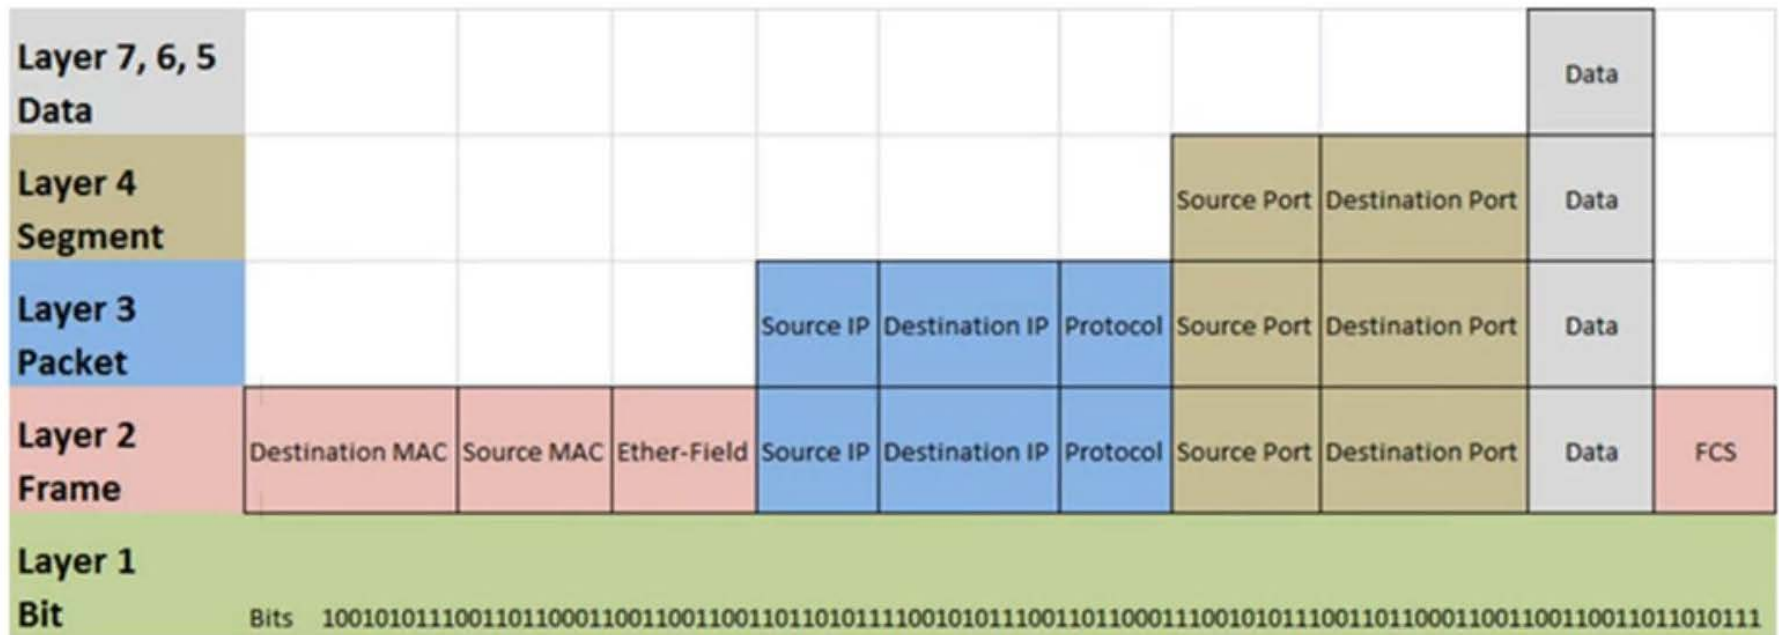 Layer 7, 6, 5
Data
Data
Layer 4
Segment
Source Port Destination Port Data
Layer 3
Packet
Source IP Destination IP Protocol Source Port Destination Port Data
Layer 2
Frame
Destination MAC Source MAC Ether-Field Source IP Destination IP Protocol Source Port Destination Port Data FCS
Layer 1
Bit
Bits